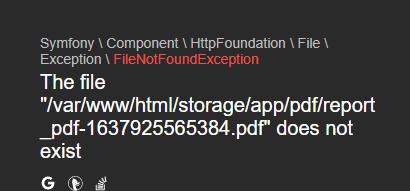 Symfony \ Component \ HttpFoundation \ File \
Exception \ FileNotFoundException
The file
"/var/www/html/storage/app/pdf/report
_pdf-1637925565384.pdf" does not
exist